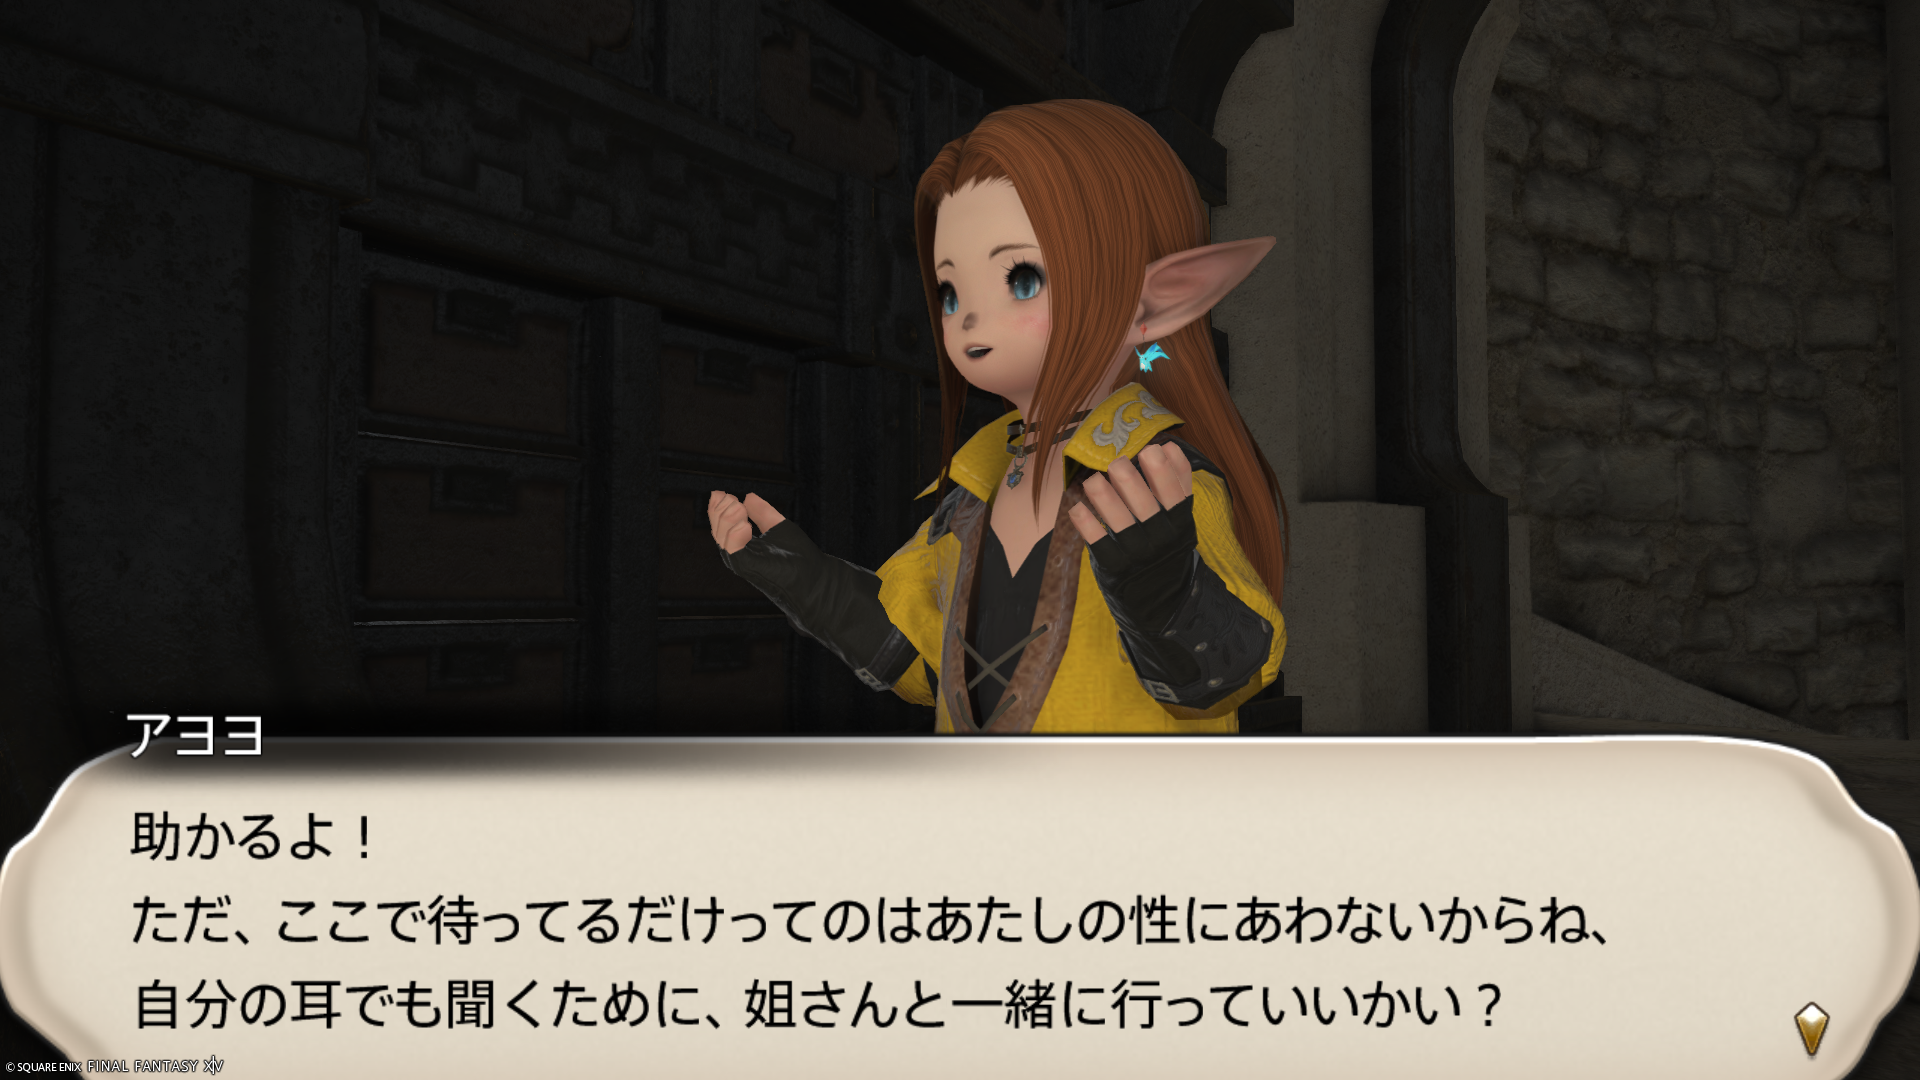 アヨヨ
助かるよ！
ただ、ここで待ってるだけってのはあたしの性にあわないからね、
自分の耳でも聞くために、姐さんと一緒に行っていいかい？
© SQUARE ENIX FINAL FANTASY XIV